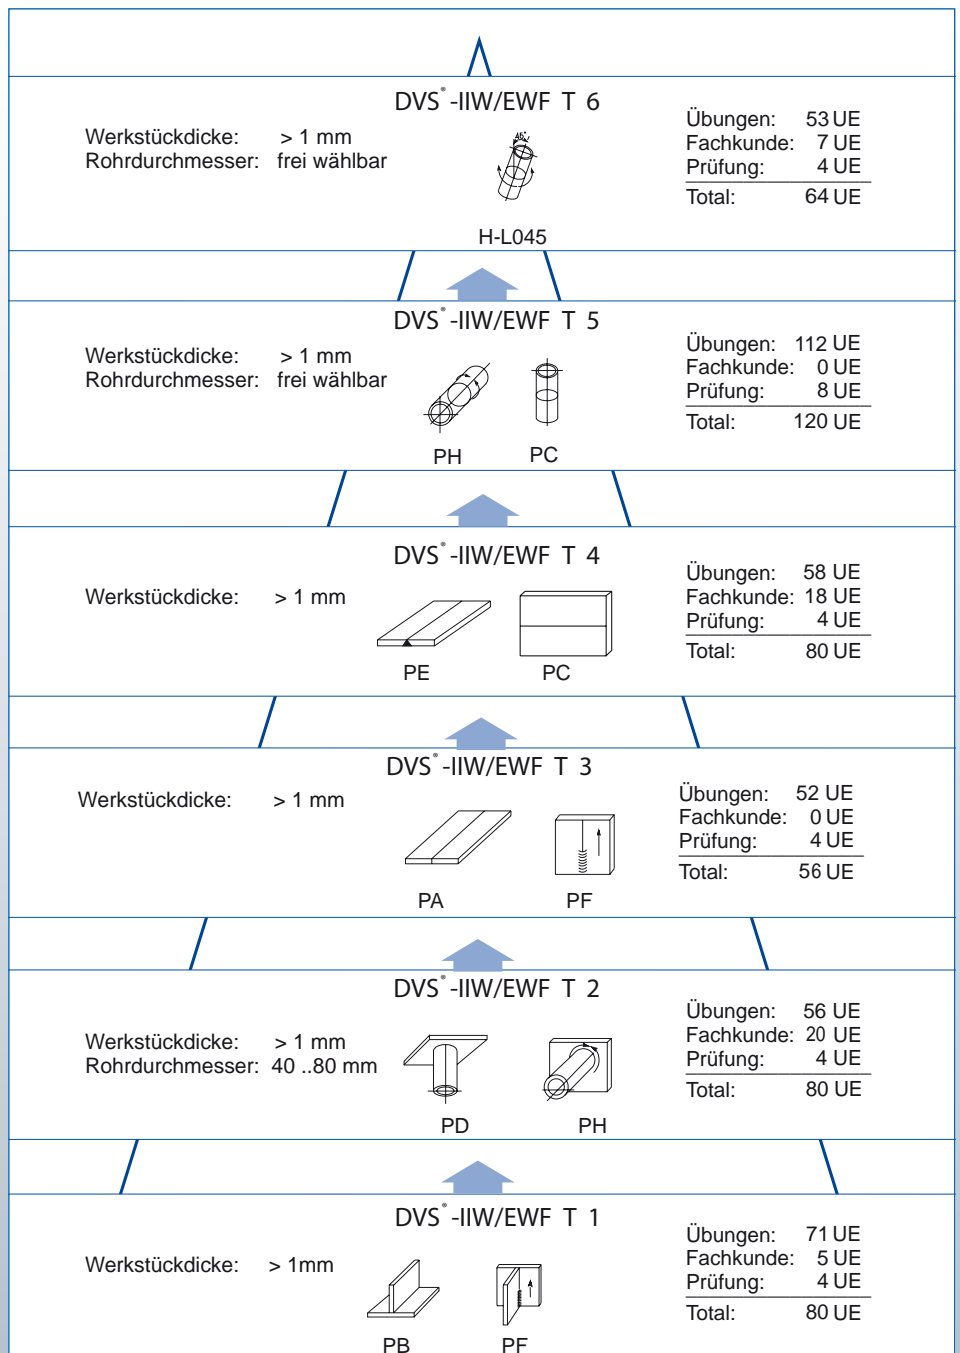 DVS®-IIW/EWF T 6
Werkstückdicke: > 1 mm
Rohrdurchmesser: frei wählbar
45°
H-L045
Übungen: 53 UE
Fachkunde: 7 UE
Prüfung: 4 UE
Total: 64 UE
DVS®-IIW/EWF T 5
Werkstückdicke: > 1 mm
Rohrdurchmesser: frei wählbar
PH PC
Übungen: 112 UE
Fachkunde: 0 UE
Prüfung: 8 UE
Total: 120 UE
DVS®-IIW/EWF T 4
Werkstückdicke: > 1 mm
PE PC
Übungen: 58 UE
Fachkunde: 18 UE
Prüfung: 4 UE
Total: 80 UE
DVS®-IIW/EWF T 3
Werkstückdicke: > 1 mm
PA PF
Übungen: 52 UE
Fachkunde: 0 UE
Prüfung: 4 UE
Total: 56 UE
DVS®-IIW/EWF T 2
Werkstückdicke: > 1 mm
Rohrdurchmesser: 40 ..80 mm
PD PH
Übungen: 56 UE
Fachkunde: 20 UE
Prüfung: 4 UE
Total: 80 UE
DVS®-IIW/EWF T 1
Werkstückdicke: > 1mm
PB PF
Übungen: 71 UE
Fachkunde: 5 UE
Prüfung: 4 UE
Total: 80 UE